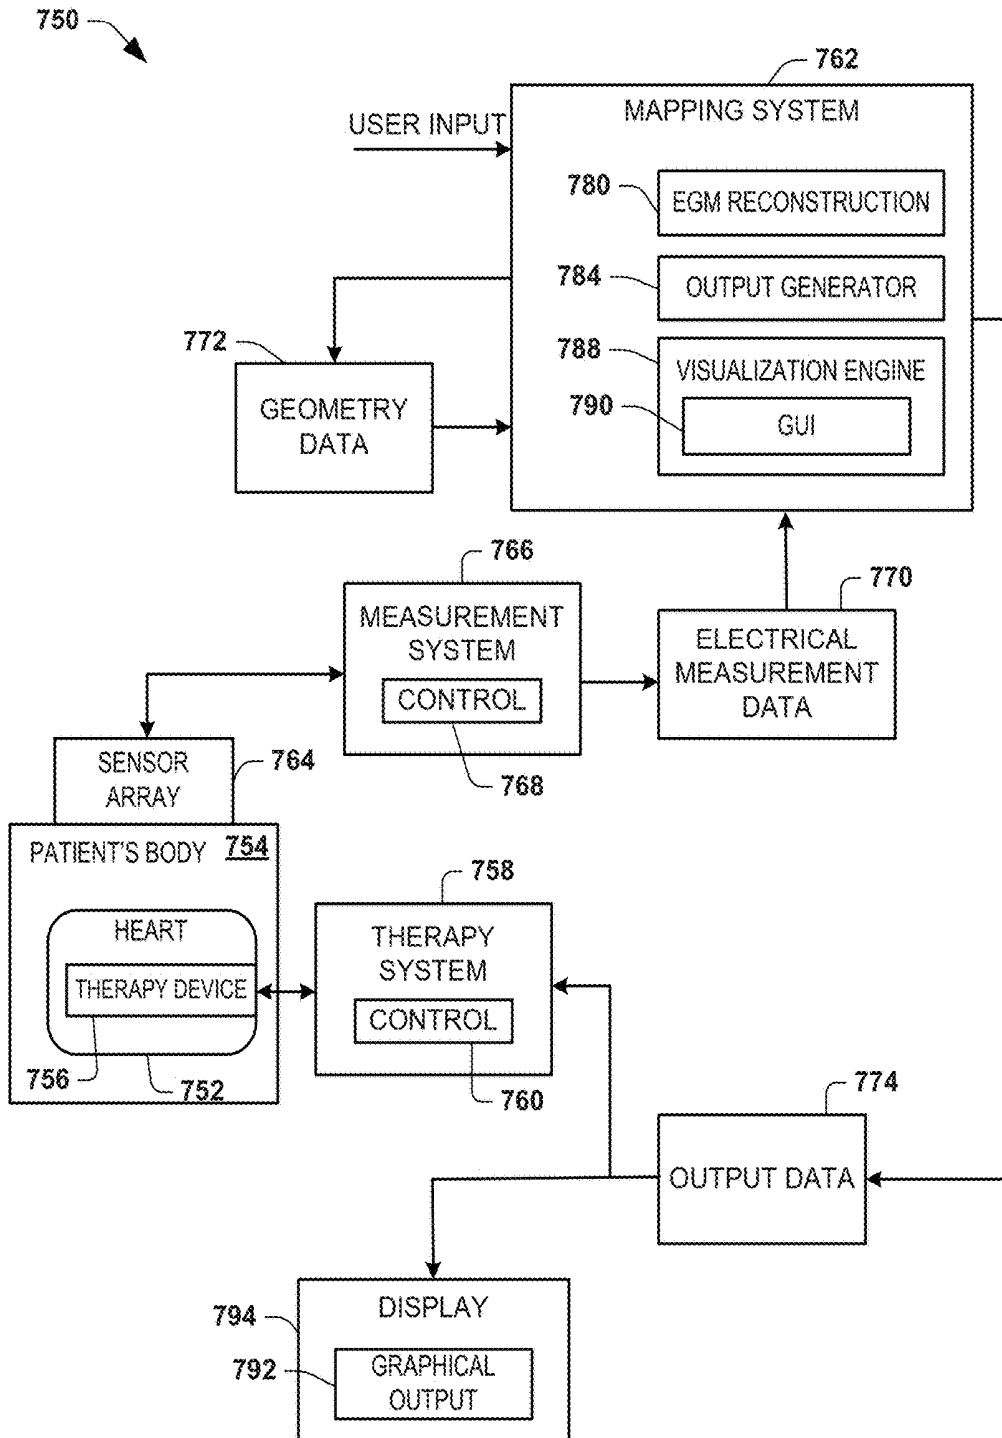 750
762
MAPPING SYSTEM
USER INPUT
780
EGM RECONSTRUCTION
784
OUTPUT GENERATOR
772
788
VISUALIZATION ENGINE
GEOMETRY
DATA
790
GUI
766
770
MEASUREMENT
SYSTEM
CONTROL
ELECTRICAL
MEASUREMENT
DATA
768
SENSOR
ARRAY
764
PATIENT'S BODY
754
758
HEART
THERAPY
SYSTEM
THERAPY DEVICE
CONTROL
756
752
760
774
OUTPUT DATA
794
DISPLAY
792
GRAPHICAL
OUTPUT